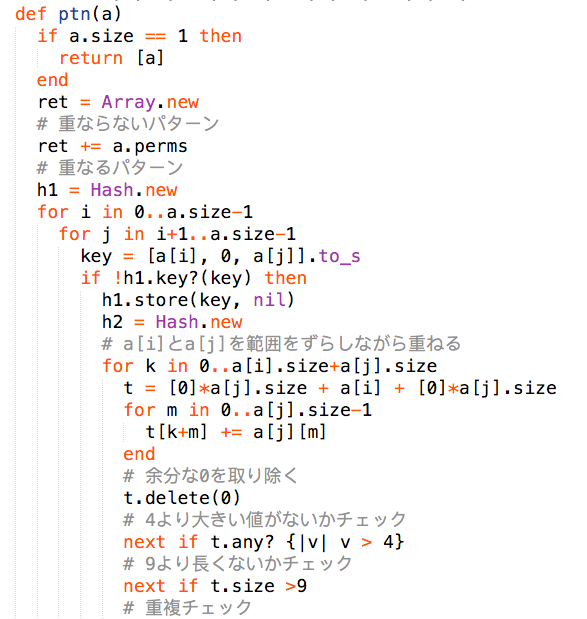 def ptn(a)
  if a.size == 1 then
    return [a]
  end
  ret = Array.new
  # 重ならないパターン
  ret += a.perms
  # 重なるパターン
  h1 = Hash.new
  for i in 0..a.size-1
    for j in i+1..a.size-1
      key = [a[i], 0, a[j]].to_s
      if !h1.key?(key) then
        h1.store(key, nil)
        h2 = Hash.new
        # a[i]とa[j]を範囲をずらしながら重ねる
        for k in 0..a[i].size+a[j].size
          t = [0]*a[j].size + a[i] + [0]*a[j].size
          for m in 0..a[j].size-1
            t[k+m] += a[j][m]
          end
          # 余分な0を取り除く
          t.delete(0)
          # 4より大きい値がないかチェック
          next if t.any? {|v| v > 4}
          # 9より長くないかチェック
          next if t.size >9
          # 重複チェック